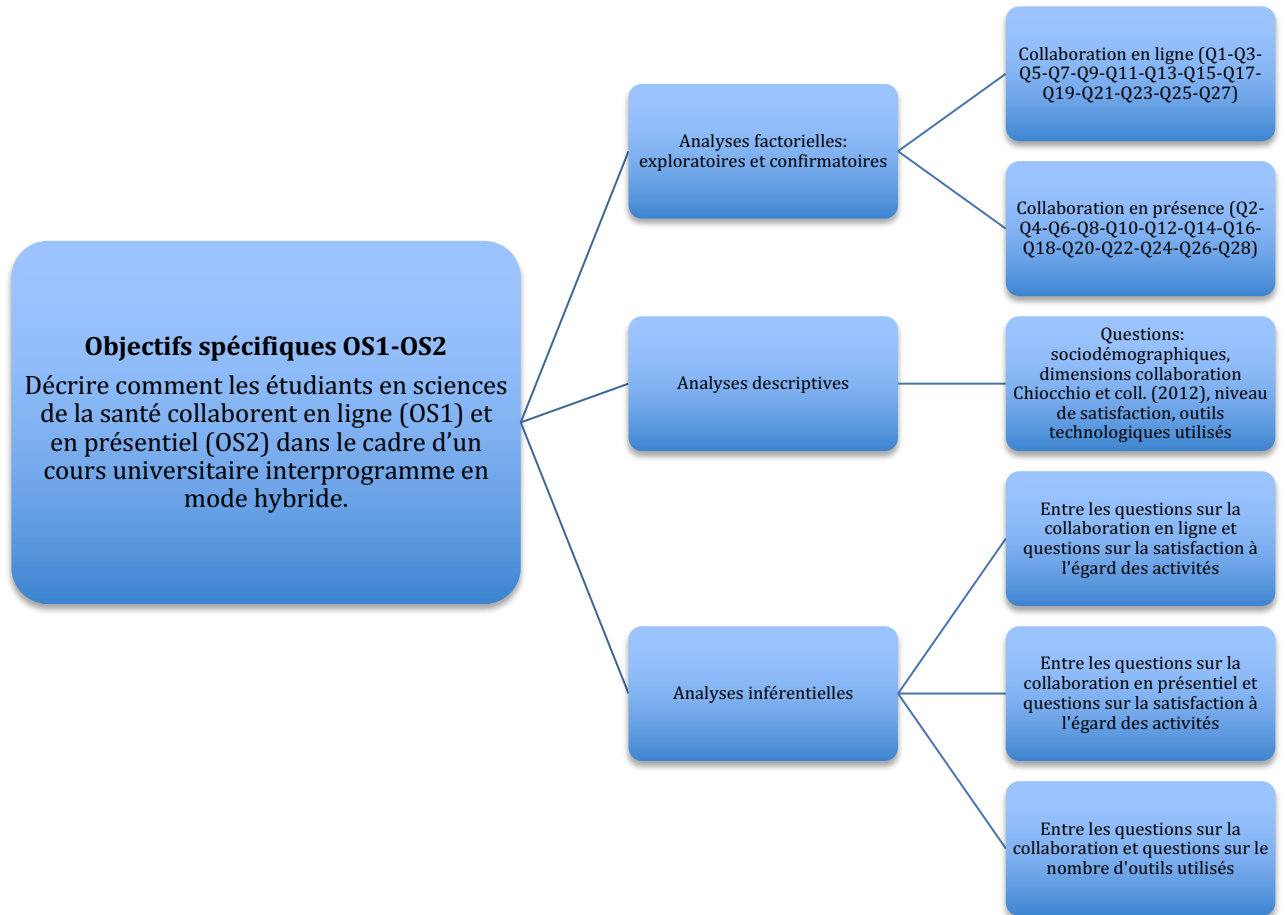 Objectifs spécifiques OS1-OS2
Décrire comment les étudiants en sciences
de la santé collaborent en ligne (OS1) et
en présentiel (OS2) dans le cadre d'un
cours universitaire interprogramme en
mode hybride.
Analyses factorielles:
exploratoires et confirmatoires
Collaboration en ligne (Q1-Q3-
Q5-Q7-Q9-Q11-Q13-Q15-Q17-
Q19-Q21-Q23-Q25-Q27)
Collaboration en présence (Q2-
Q4-Q6-Q8-Q10-Q12-Q14-Q16-
Q18-Q20-Q22-Q24-Q26-Q28)
Analyses descriptives
Questions:
sociodémographiques,
dimensions collaboration
Chiocchio et coll. (2012), niveau
de satisfaction, outils
technologiques utilisés
Analyses inférentielles
Entre les questions sur la
collaboration en ligne et
questions sur la satisfaction à
l'égard des activités
Entre les questions sur la
collaboration en présentiel et
questions sur la satisfaction à
l'égard des activités
Entre les questions sur la
collaboration et questions sur le
nombre d'outils utilisés